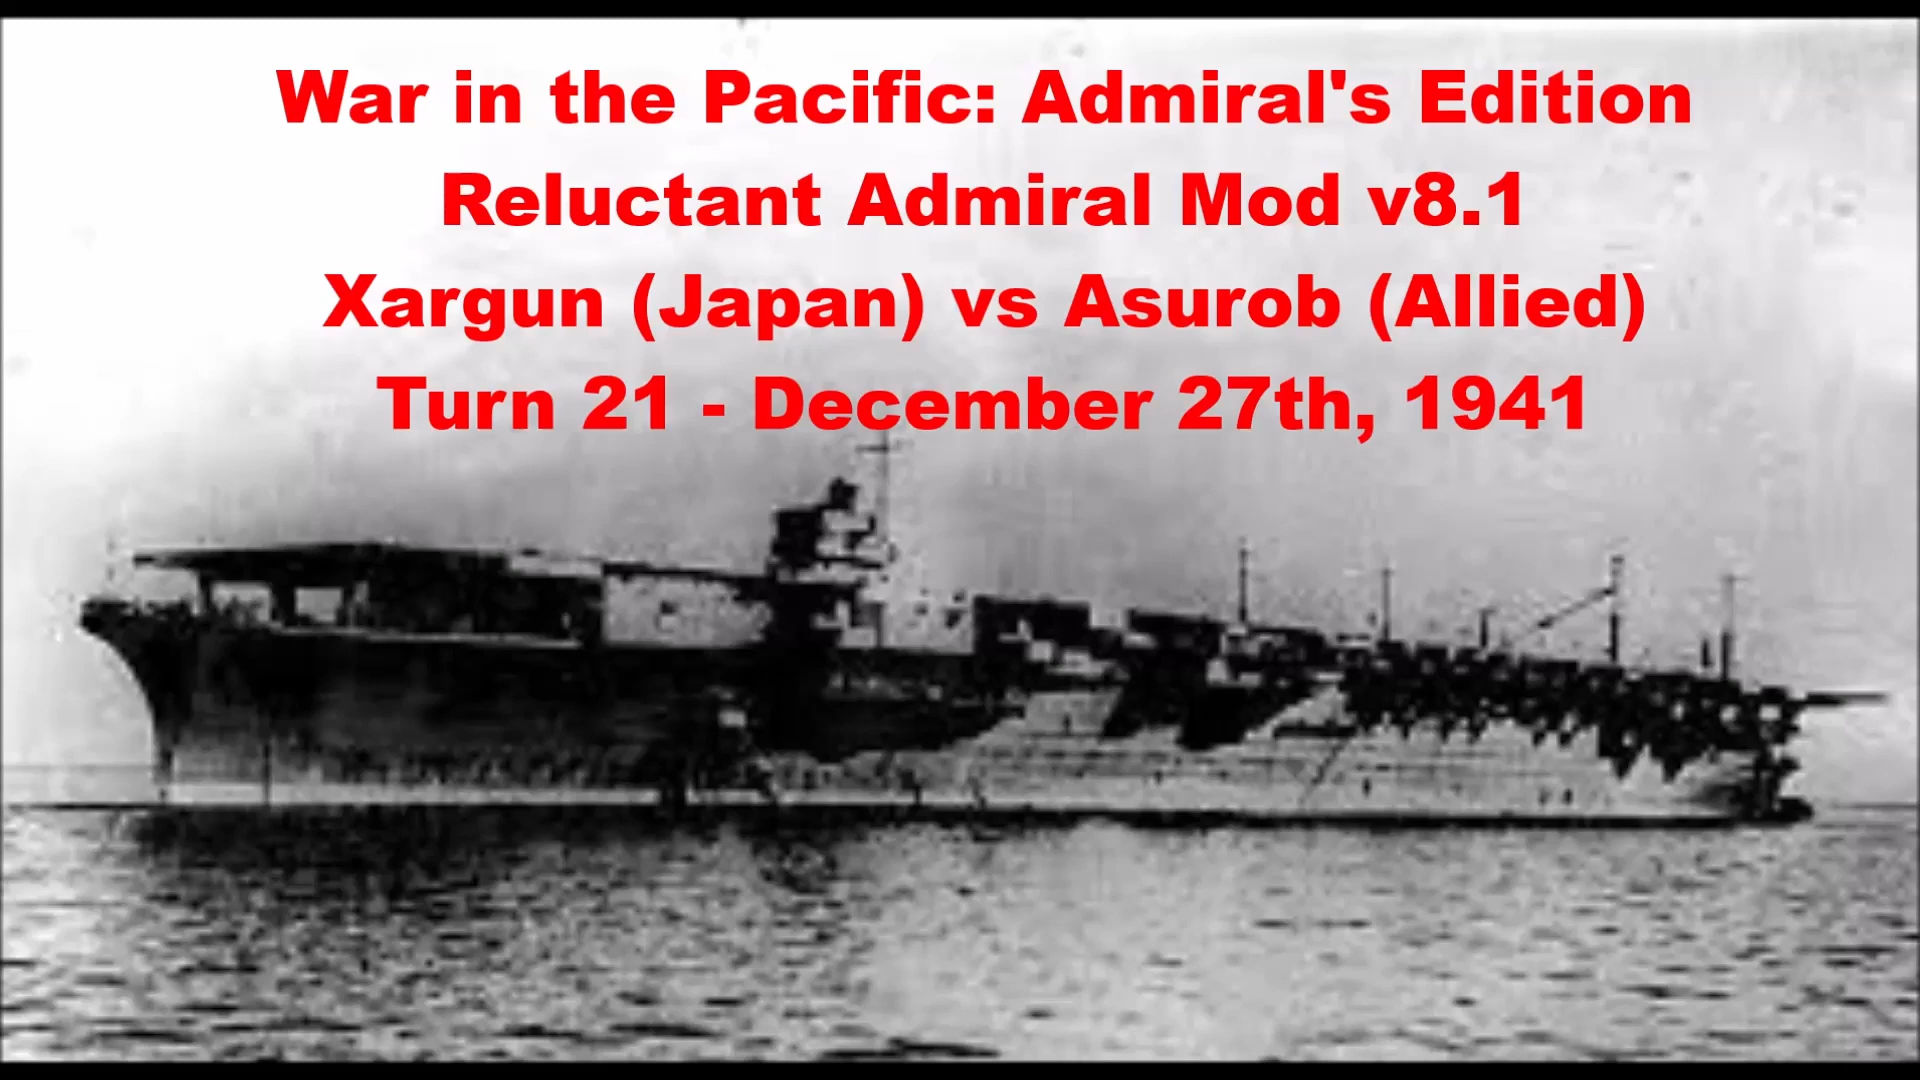 War in the Pacific: Admiral's Edition
Reluctant Admiral Mod v8.1
Xargun (Japan) vs Asurob (Allied)
Turn 21 - December 27th, 1941